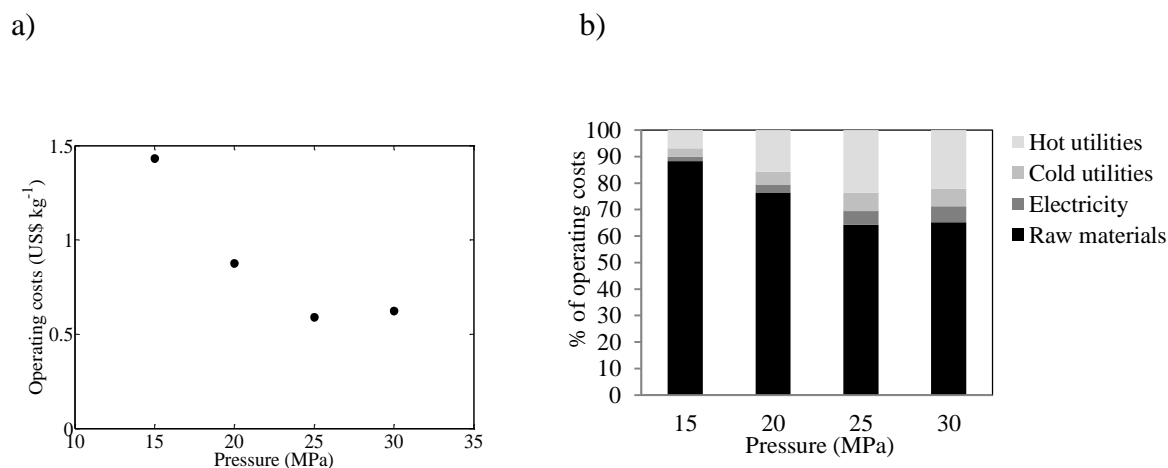 a)
Operating costs (US$ kg-1)
1.5
1
0.5
0
10 15 20 25 30 35
Pressure (MPa)
b)
% of operating costs
100
90
80
70
60
50
40
30
20
10
0
15 20 25 30
Pressure (MPa)
Hot utilities
Cold utilities
Electricity
Raw materials